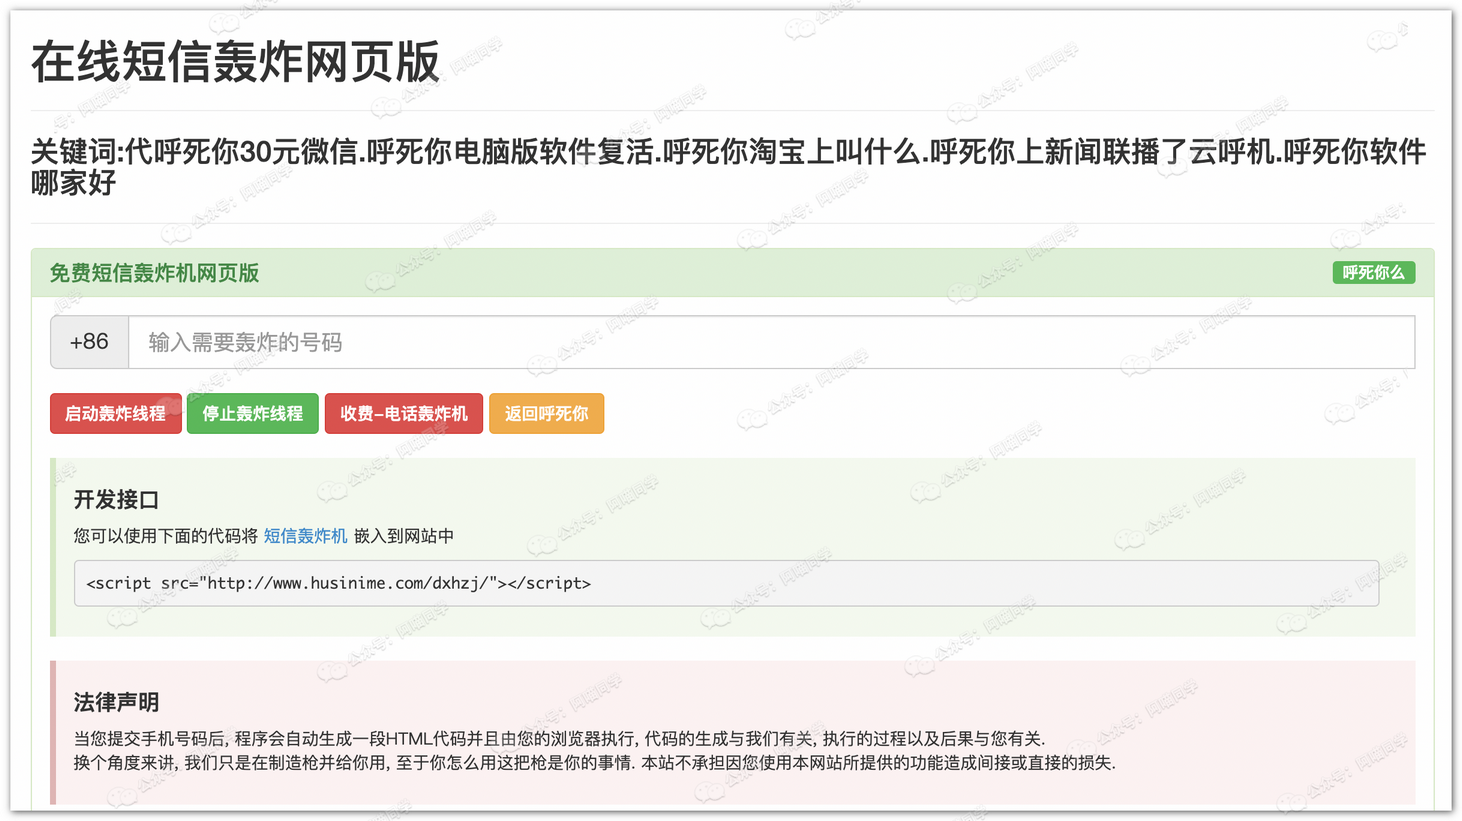 在线短信轰炸网页版
关键词:代呼死你30元微信.呼死你电脑版软件复活.呼死你淘宝上叫什么.呼死你上新闻联播了云呼机.呼死你软件
哪家好
免费短信轰炸机网页版
呼死你么
+86
输入需要轰炸的号码
启动轰炸线程
停止轰炸线程
收费-电话轰炸机
返回呼死你
开发接口
您可以使用下面的代码将 短信轰炸机 嵌入到网站中
<script src="http://www.husinime.com/dxhzj/"></script>
法律声明
当您提交手机号码后, 程序会自动生成一段HTML代码并且由您的浏览器执行, 代码的生成与我们有关, 执行的过程以及后果与您有关.
换个角度来讲, 我们只是在制造枪并给你用, 至于你怎么用这把枪是你的事情. 本站不承担因您使用本网站所提供的功能造成间接或直接的损失.
公众号：阿喵同学